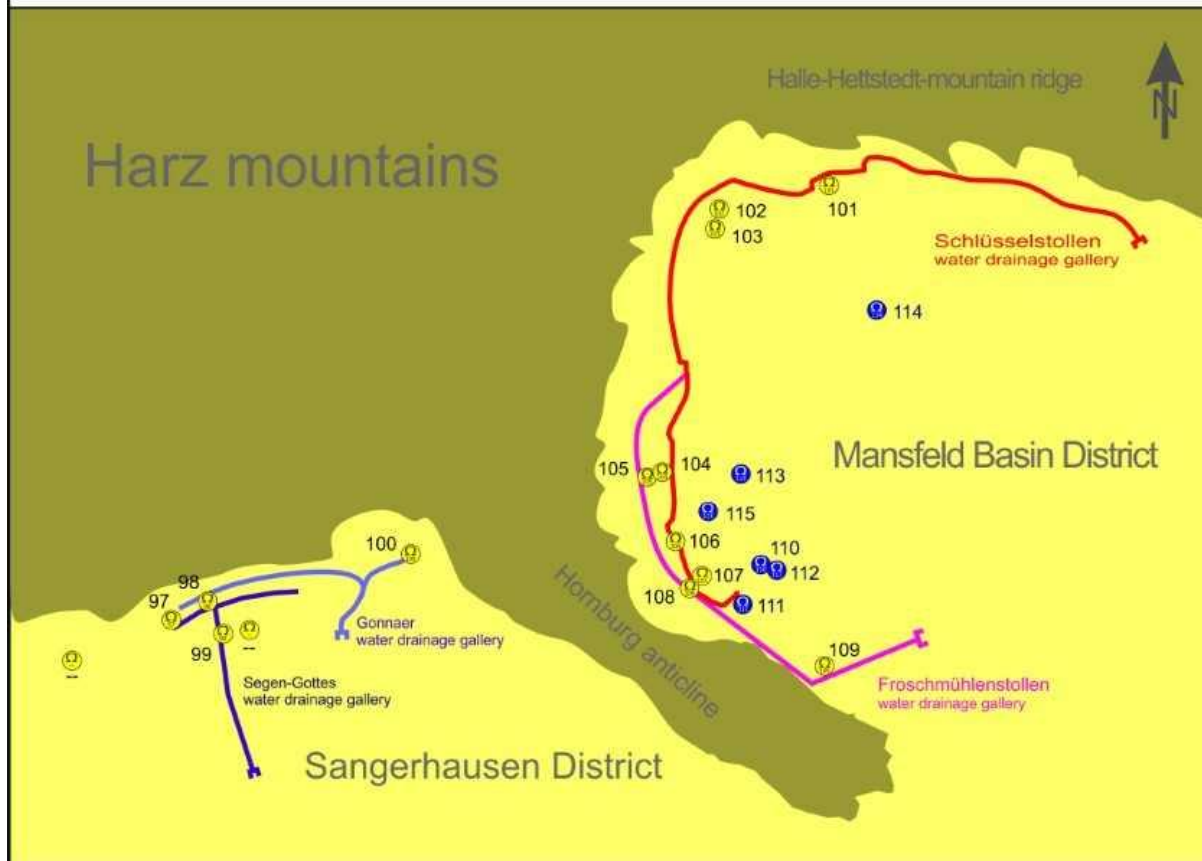 Halle-Hettstedt-mountain ridge
N
Harz mountains
102
101
103
Schlüsselstollen
water drainage gallery
114
Mansfeld Basin District
105
104
113
115
106
110
100
107
112
98
108
111
97
Hornburg anticline
Gonnaer
water drainage gallery
--
99
--
109
Segen-Gottes
water drainage gallery
Froschmühlenstollen
water drainage gallery
Sangerhausen District